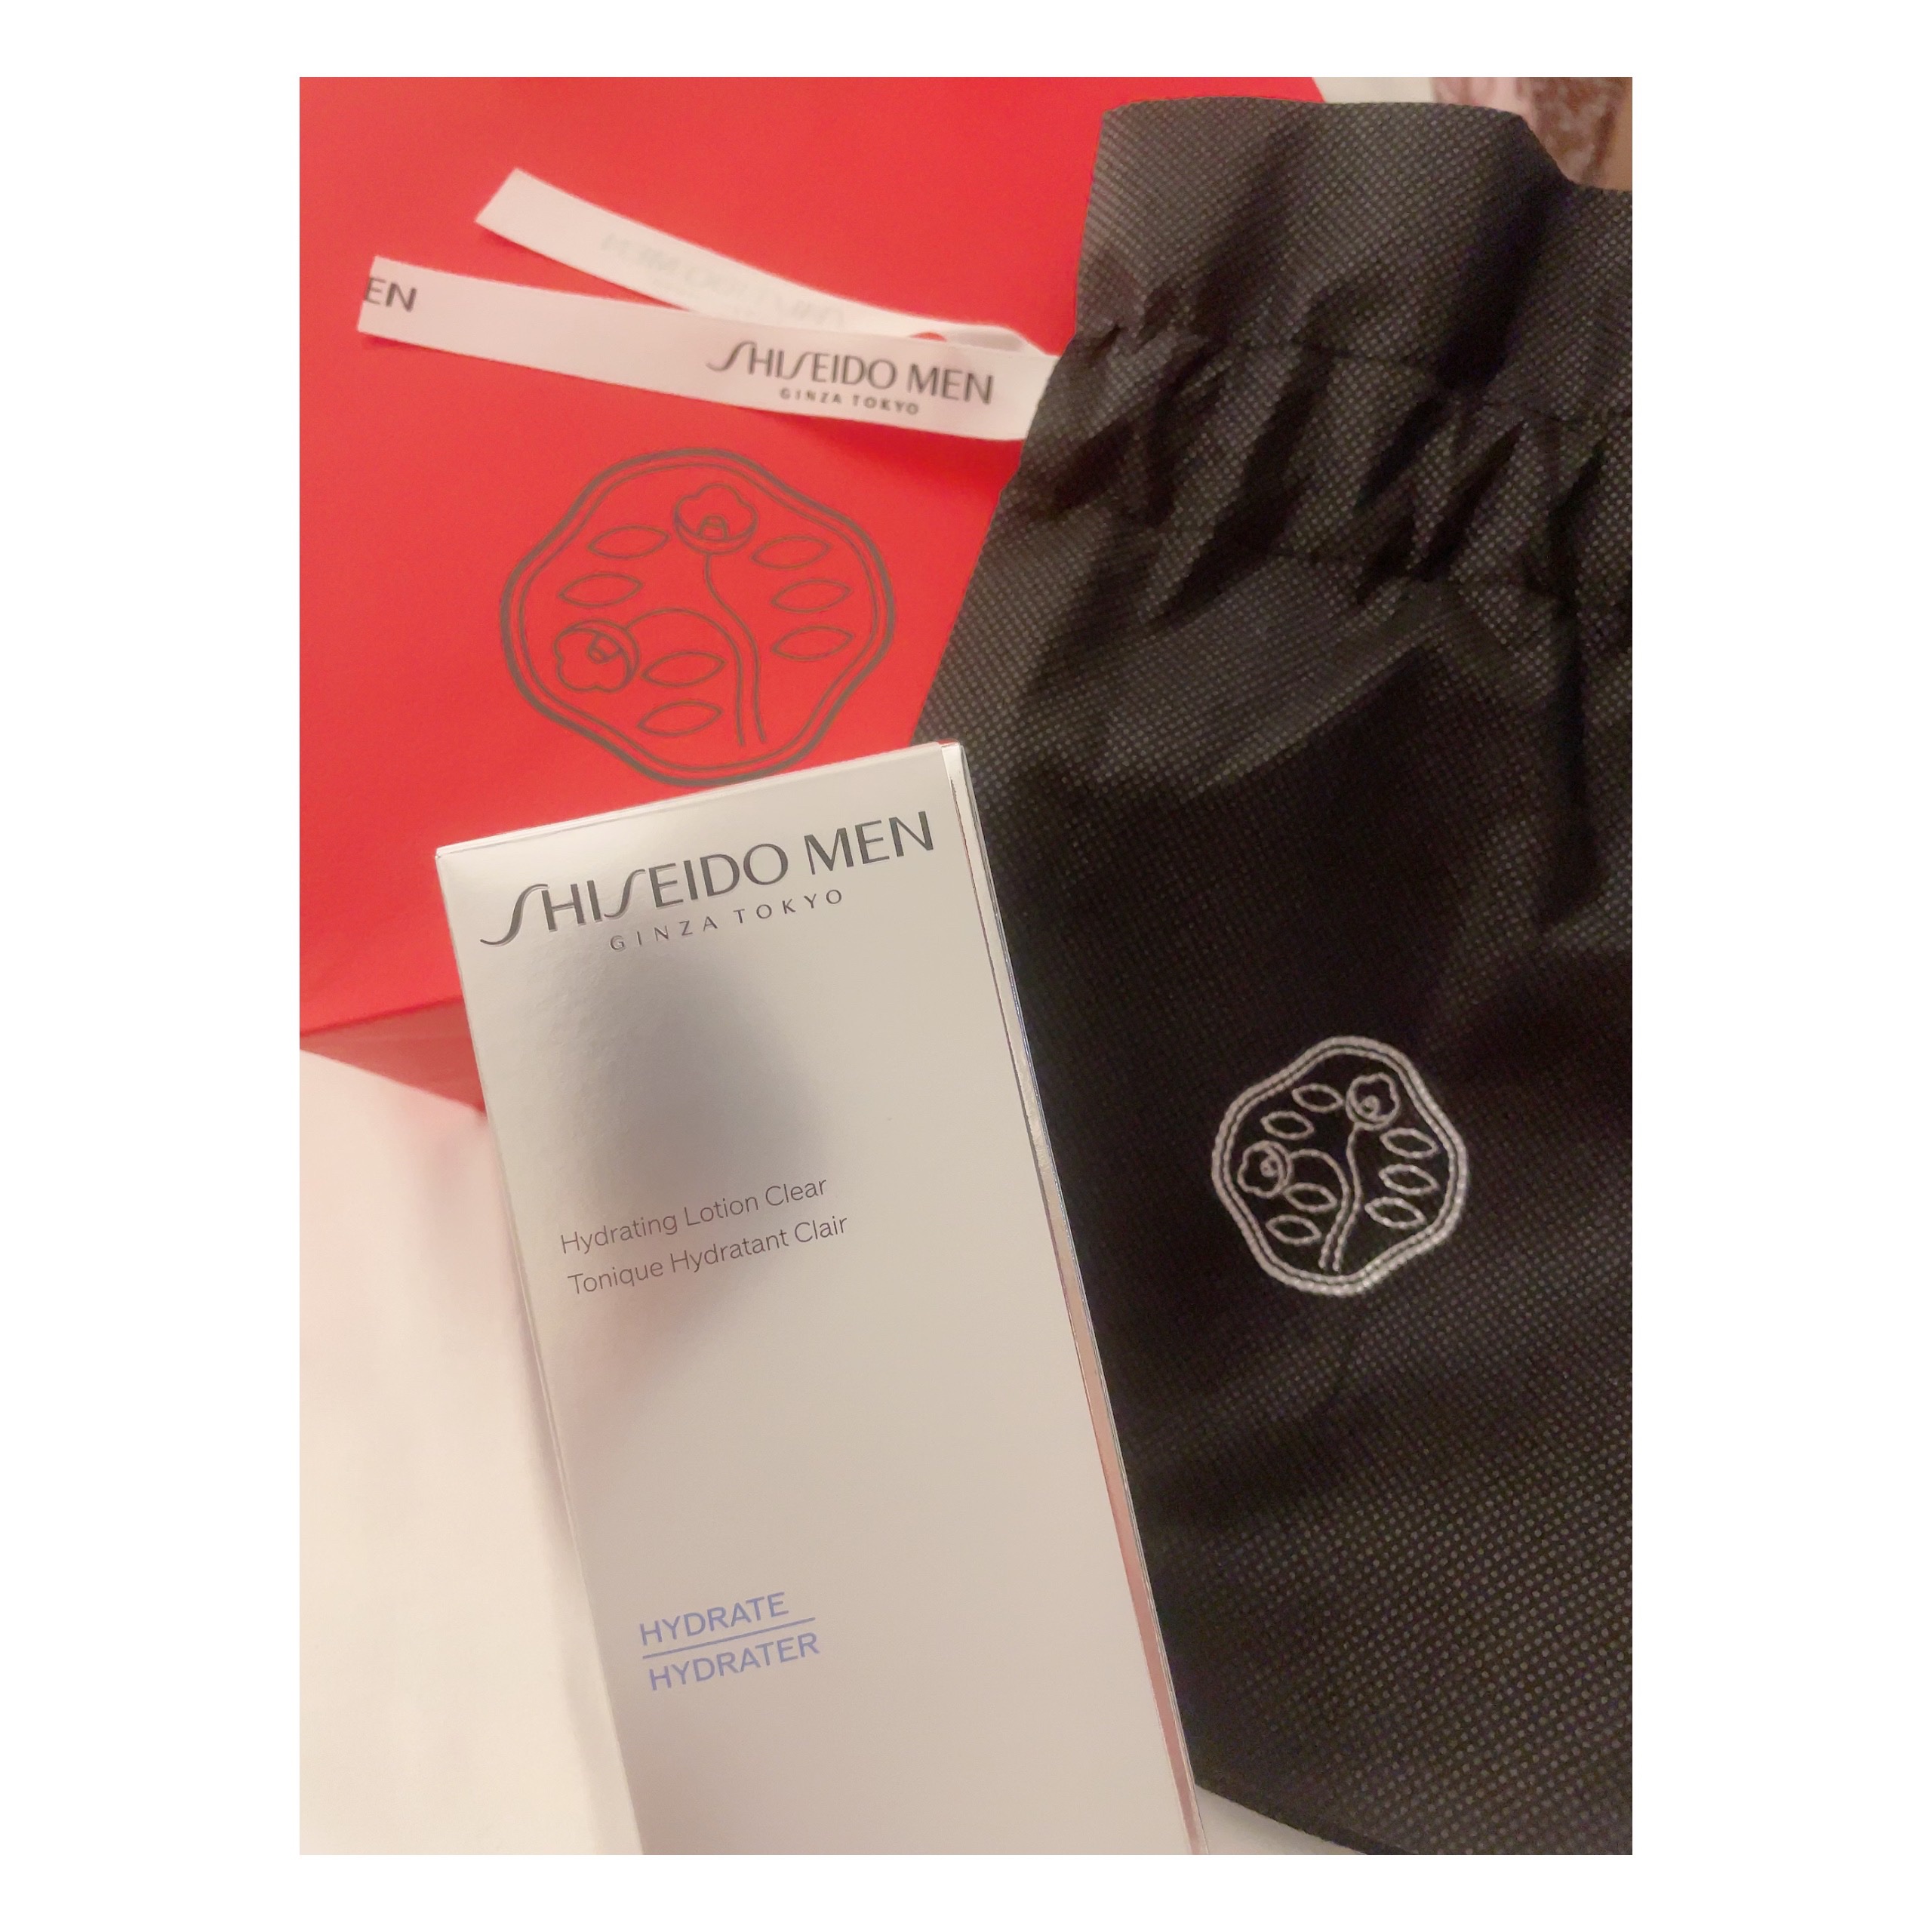 EN
SHISEIDO MEN
GINZA TOKYO
SHISEIDO MEN
GINZA TOKYO
Hydrating Lotion Clear
Tonique Hydratant Clair
HYDRATE
HYDRATER